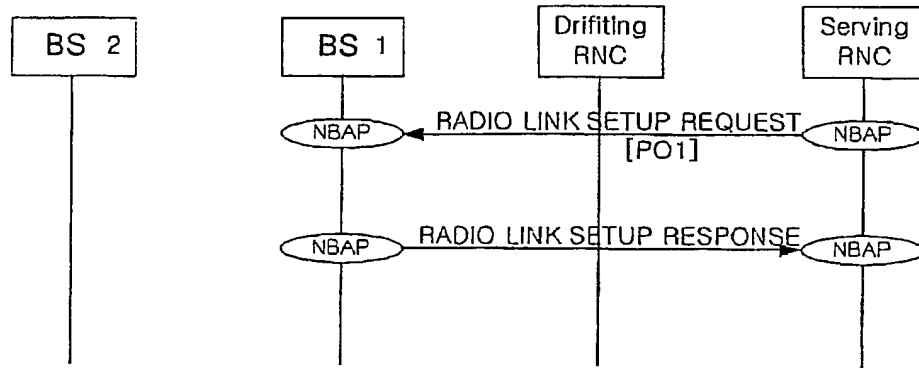 BS 2
BS 1
Drifiting
RNC
Serving
RNC
NBAP
RADIO LINK SETUP REQUEST
[PO1]
NBAP
NBAP
RADIO LINK SETUP RESPONSE
NBAP